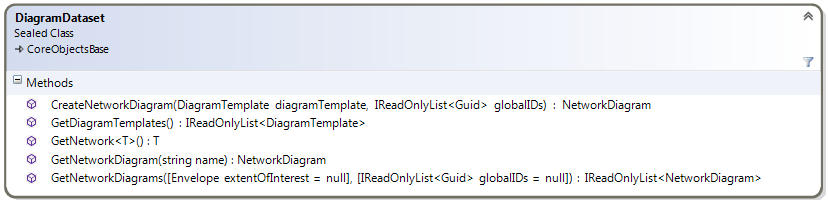 DiagramDataset
Sealed Class
CoreObjectsBase
Methods
CreateNetworkDiagram(DiagramTemplate diagramTemplate, IReadOnlyList<Guid> globalIDs) : NetworkDiagram
GetDiagramTemplates() : IReadOnlyList<DiagramTemplate>
GetNetwork<T>() : T
GetNetworkDiagram(string name) : NetworkDiagram
GetNetworkDiagrams([Envelope extentOfInterest = null], [IReadOnlyList<Guid> globalIDs = null]) : IReadOnlyList<NetworkDiagram>